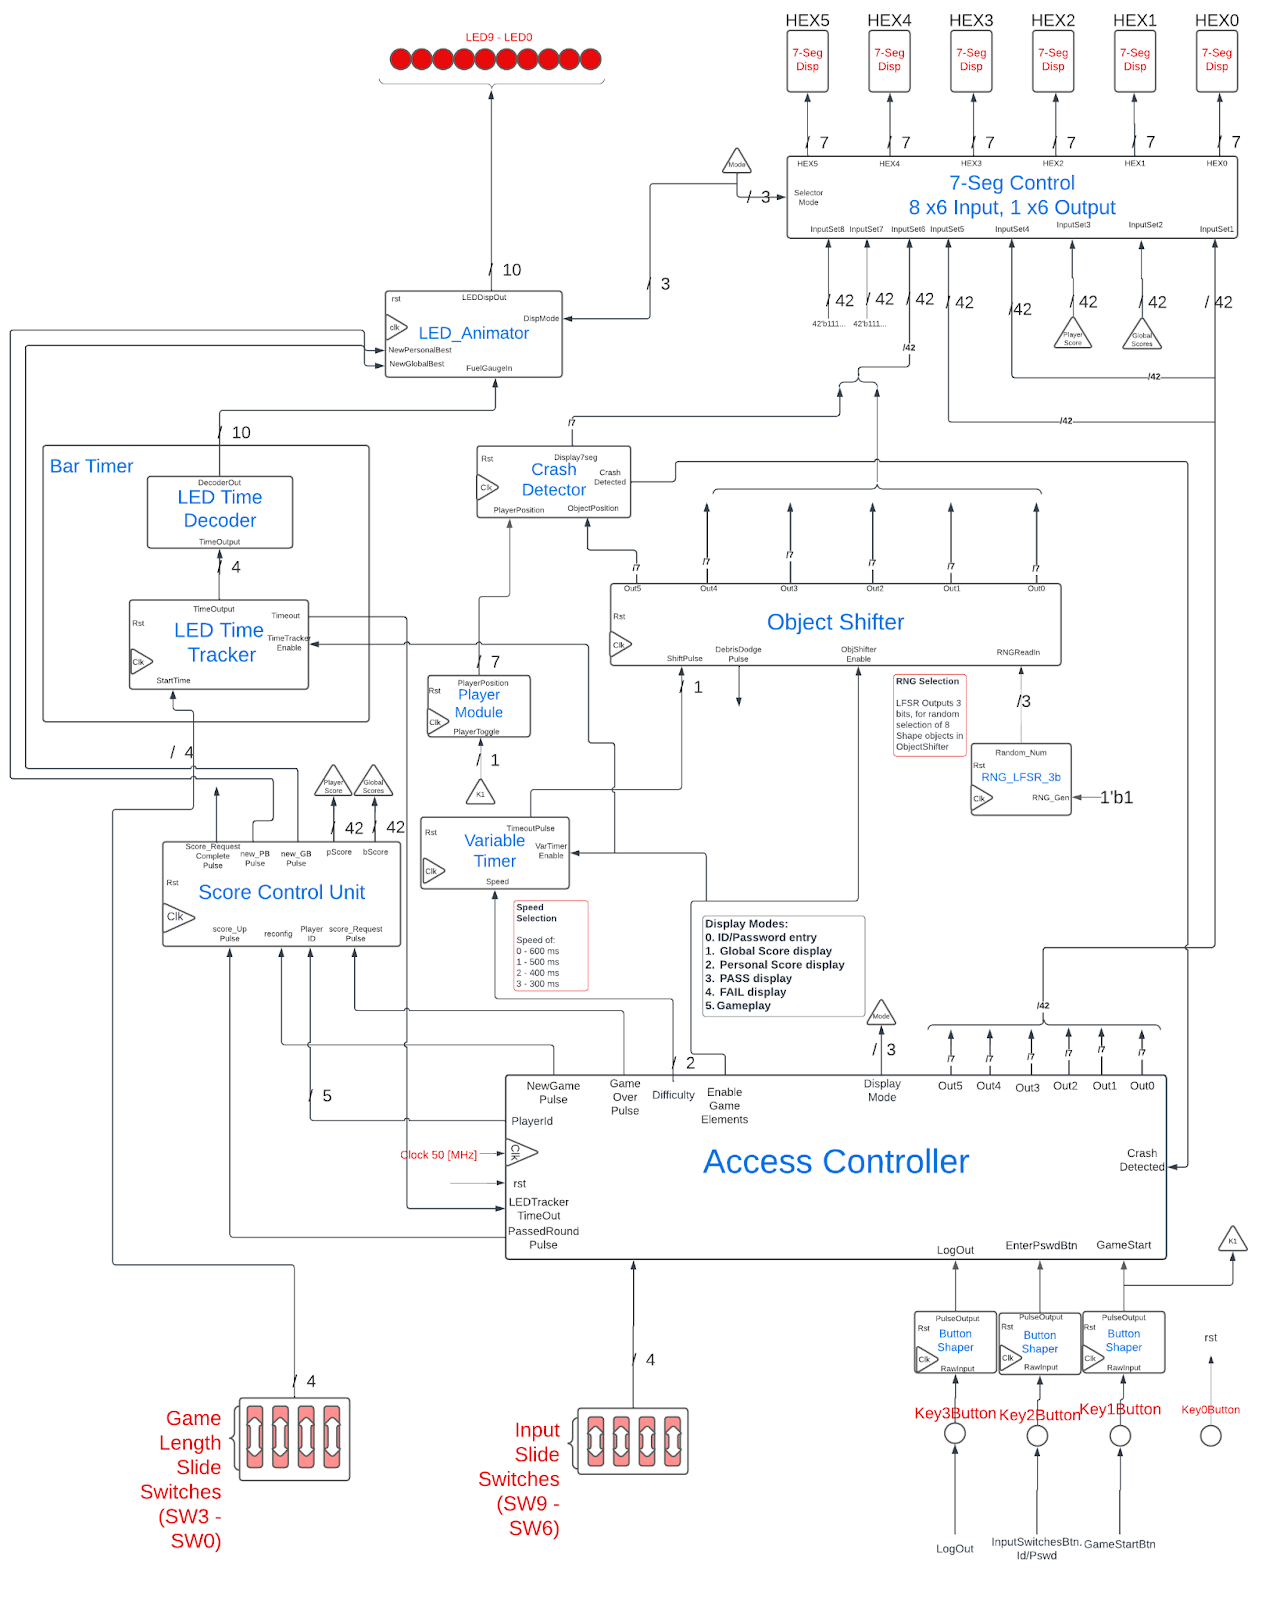 HEX5 HEX4 HEX3 HEX2 HEX1 HEX0
LED9 - LED0
7-Seg Disp
7-Seg Disp
7-Seg Disp
7-Seg Disp
7-Seg Disp
7-Seg Disp
/ 7 / 7 / 7 / 7 / 7 / 7
HEX5 HEX4 HEX3 HEX2 HEX1 HEX0
Mode
/ 3
Selector
Mode
7-Seg Control
8 x6 Input, 1 x6 Output
InputSet8 InputSet7 InputSet6 InputSet5 InputSet4 InputSet3 InputSet2 InputSet1
/ 10
/ 3
/ 42 / 42 / 42 / 42 /42 / 42 / 42 / 42
42'b111... 42'b111...
Player
Score
Global
Scores
rst
LEDDispOut
clk
DispMode
LED_Animator
NewPersonalBest
NewGlobalBest
FuelGaugeIn
/42
/42
/42
/7
/ 10
Bar Timer
DecoderOut
LED Time
Decoder
TimeOutput
/ 4
Rst
Display7seg
Crash
Detector
Crash
Detected
Clk
PlayerPosition
ObjectPosition
/7 /7 /7 /7 /7 /7
Out5 Out4 Out3 Out2 Out1 Out0
Rst
Object Shifter
Clk
ShiftPulse
DebrisDodge
Pulse
ObjShifter
Enable
RNGReadIn
TimeOutput
Rst
Timeout
LED Time
Tracker
TimeTracker
Enable
Clk
StartTime
/ 7
PlayerPosition
Rst
Player
Module
Clk
PlayerToggle
/ 1
K1
/ 1
RNG Selection
LFSR Outputs 3
bits, for random
selection of 8
Shape objects in
ObjectShifter
/3
Random_Num
Rst
RNG_LFSR_3b
Clk
RNG_Gen
1'b1
/ 4
Player
Score
Global
Scores
/ 42 / 42
Rst
TimeoutPulse
Variable
Timer
VarTimer
Enable
Clk
Speed
Score_Request
Complete
Pulse
new_PB
Pulse
new_GB
Pulse
pScore
bScore
Rst
Score Control Unit
Clk
score_Up
Pulse
reconfig
Player
ID
score_Request
Pulse
Speed
Selection
Speed of:
0 - 600 ms
1 - 500 ms
2 - 400 ms
3 - 300 ms
Display Modes:
0. ID/Password entry
1. Global Score display
2. Personal Score display
3. PASS display
4. FAIL display
5. Gameplay
Mode
/ 3
/42
/7 /7 /7 /7 /7 /7
/ 2
/ 5
NewGame
Pulse
Game
Over
Pulse
Difficulty
Enable
Game
Elements
Display
Mode
Out5 Out4 Out3 Out2 Out1 Out0
PlayerId
Clock 50 [MHz]
Clk
Access Controller
Crash
Detected
rst
LEDTracker
TimeOut
PassedRound
Pulse
LogOut
EnterPswdBtn
GameStart
K1
PulseOutput
Rst
Button
Shaper
Clk
RawInput
PulseOutput
Rst
Button
Shaper
Clk
RawInput
PulseOutput
Rst
Button
Shaper
Clk
RawInput
rst
/ 4
/ 4
Key3Button
Key2Button
Key1Button
Key0Button
Game
Length
Slide
Switches
(SW3 -
SW0)
Input
Slide
Switches
(SW9 -
SW6)
LogOut
InputSwitchesBtn.
Id/Pswd
GameStartBtn